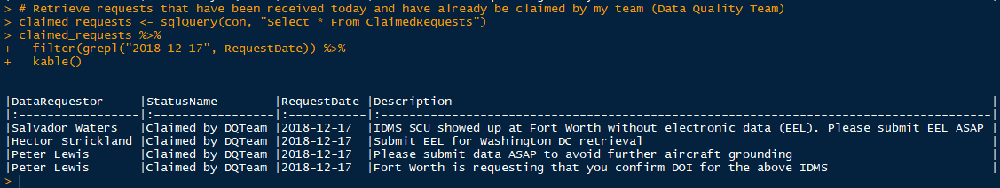 > # Retrieve requests that have been received today and have already be claimed by my team (Data Quality Team)
> claimed_requests <- sqlQuery(con, "Select * From ClaimedRequests")
> claimed_requests %>%
+   filter(grepl("2018-12-17", RequestDate)) %>%
+   kable()
|DataRequestor     |StatusName        |RequestDate |Description                                                                               |
|:-----------------|:-----------------|:-----------|:-----------------------------------------------------------------------------------------|
|Salvador Waters   |Claimed by DQTeam |2018-12-17  |IDMS SCU showed up at Fort Worth without electronic data (EEL). Please submit EEL ASAP |
|Hector Strickland |Claimed by DQTeam |2018-12-17  |Submit EEL for Washington DC retrieval                                                    |
|Peter Lewis       |Claimed by DQTeam |2018-12-17  |Please submit data ASAP to avoid further aircraft grounding                               |
|Peter Lewis       |Claimed by DQTeam |2018-12-17  |Fort Worth is requesting that you confirm DOI for the above IDMS                          |
>